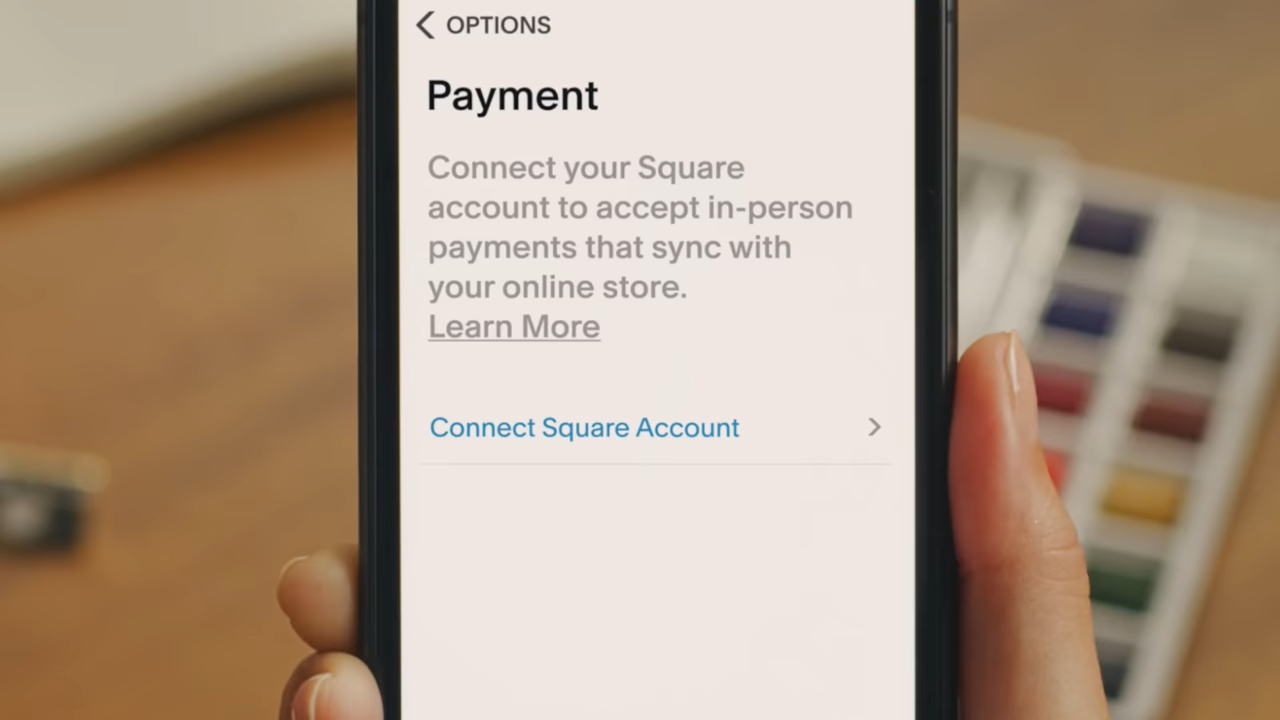 OPTIONS
Payment
Connect your Square
account to accept in-person
payments that sync with
your online store.
Learn More
Connect Square Account